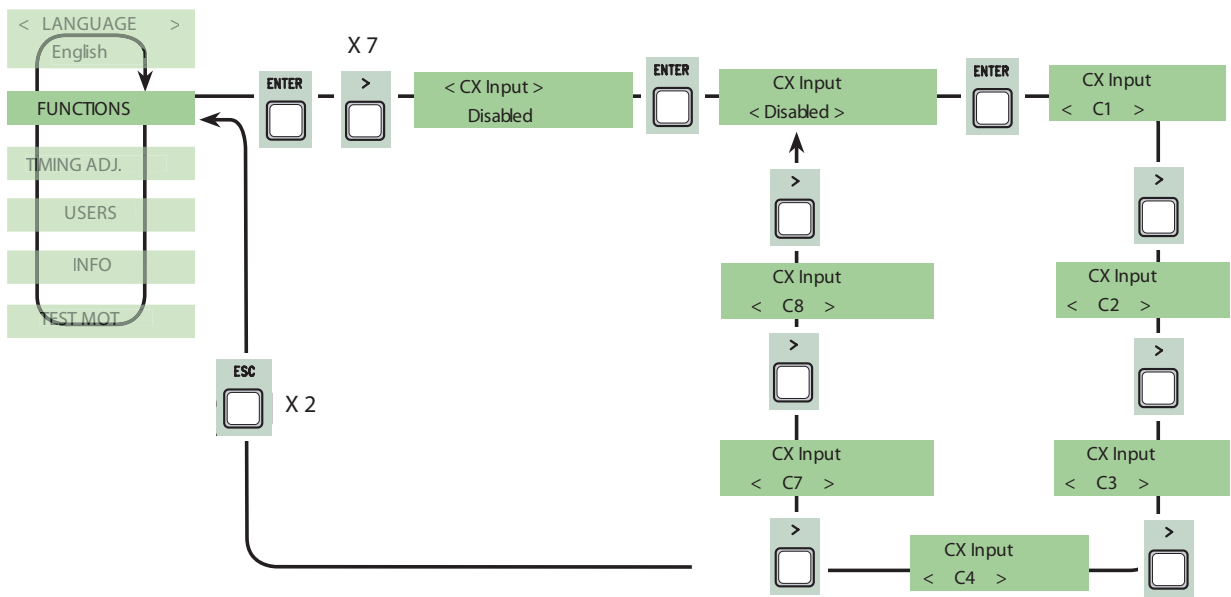 < LANGUAGE >
English
FUNCTIONS
TIMING ADJ.
USERS
INFO
TEST MOT
ENTER
X 7
>
< CX Input >
Disabled
ENTER
CX Input
< Disabled >
ENTER
CX Input
< C1 >
>
CX Input
< C2 >
>
CX Input
< C3 >
>
CX Input
< C4 >
>
CX Input
< C7 >
>
CX Input
< C8 >
>
ESC
X 2